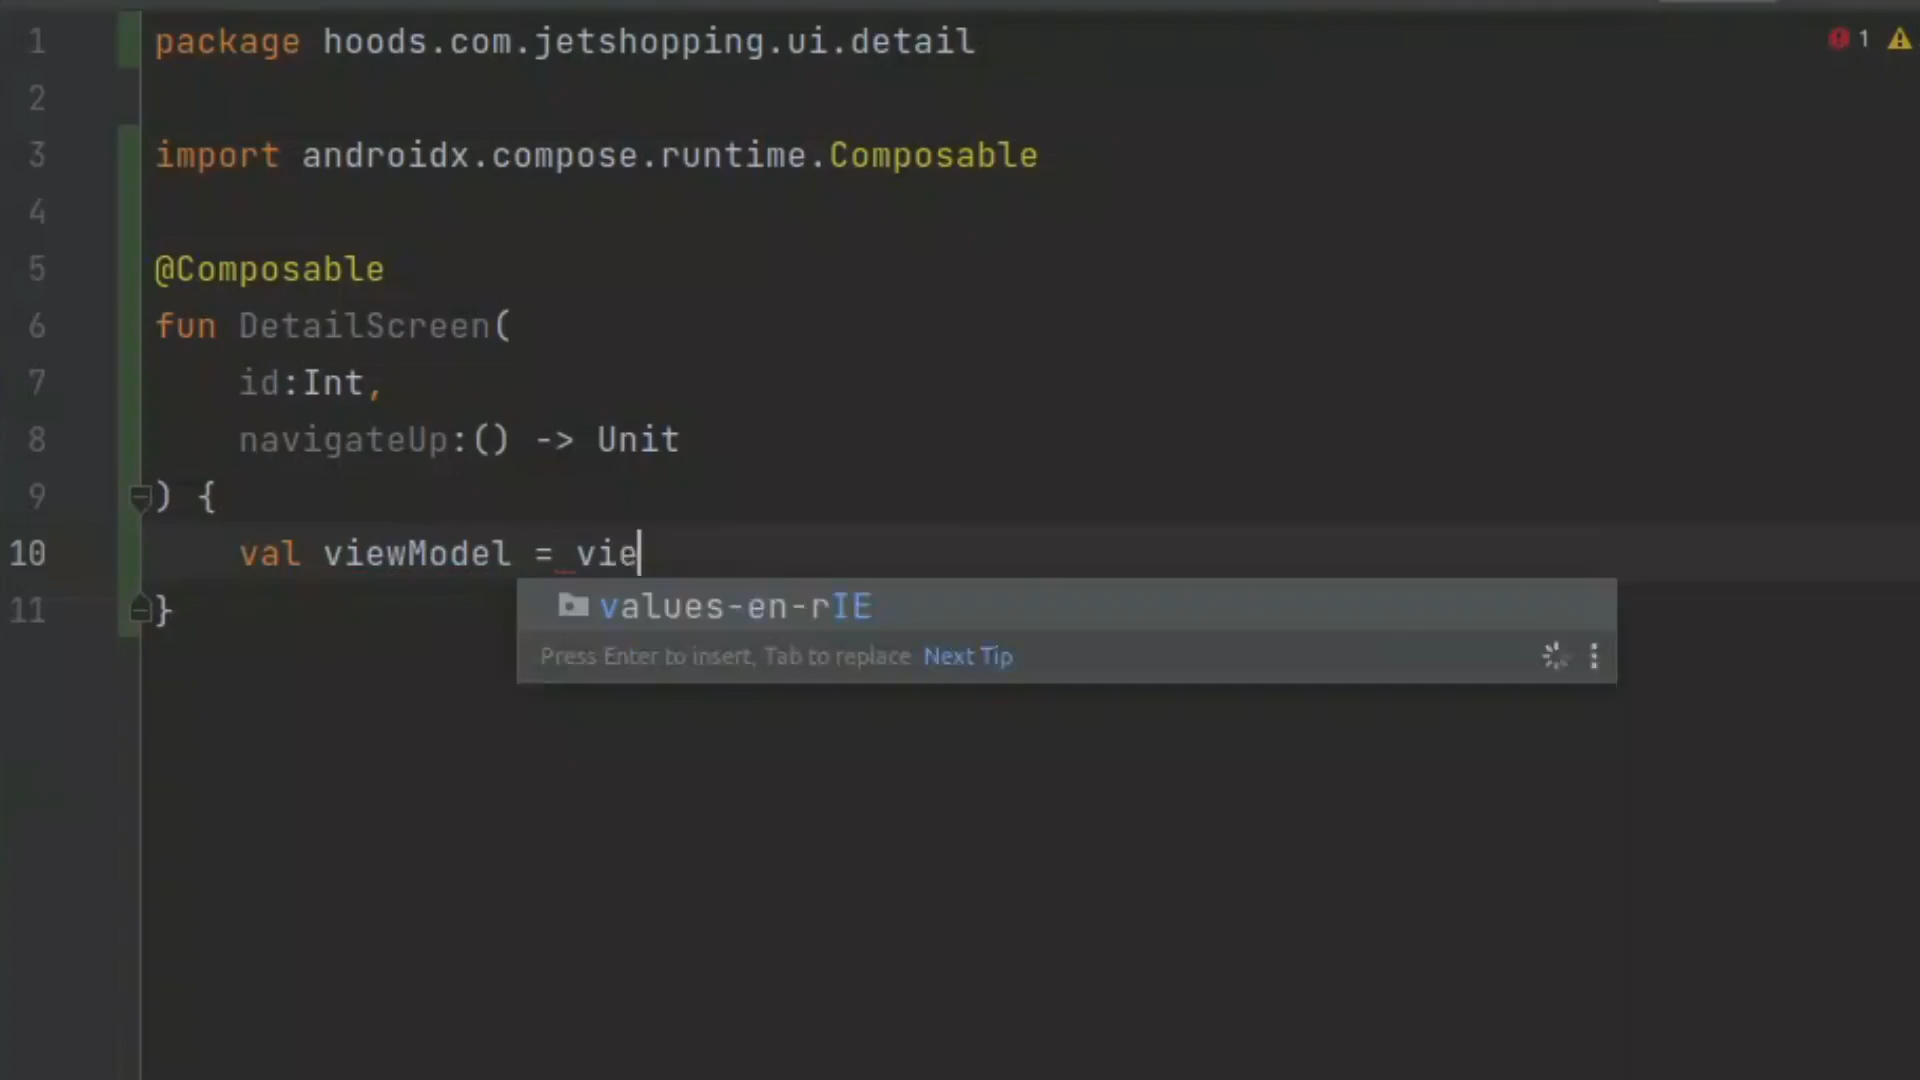 1 package hoods.com.jetshopping.ui.detail
1
2
3 import androidx.compose.runtime.Composable
4
5 @Composable
6 fun DetailScreen(
7 id:Int,
8 navigateUp:() -> Unit
9 ) {
10 val viewModel = vie
values-en-rIE
11 }
Press Enter to insert, Tab to replace Next Tip